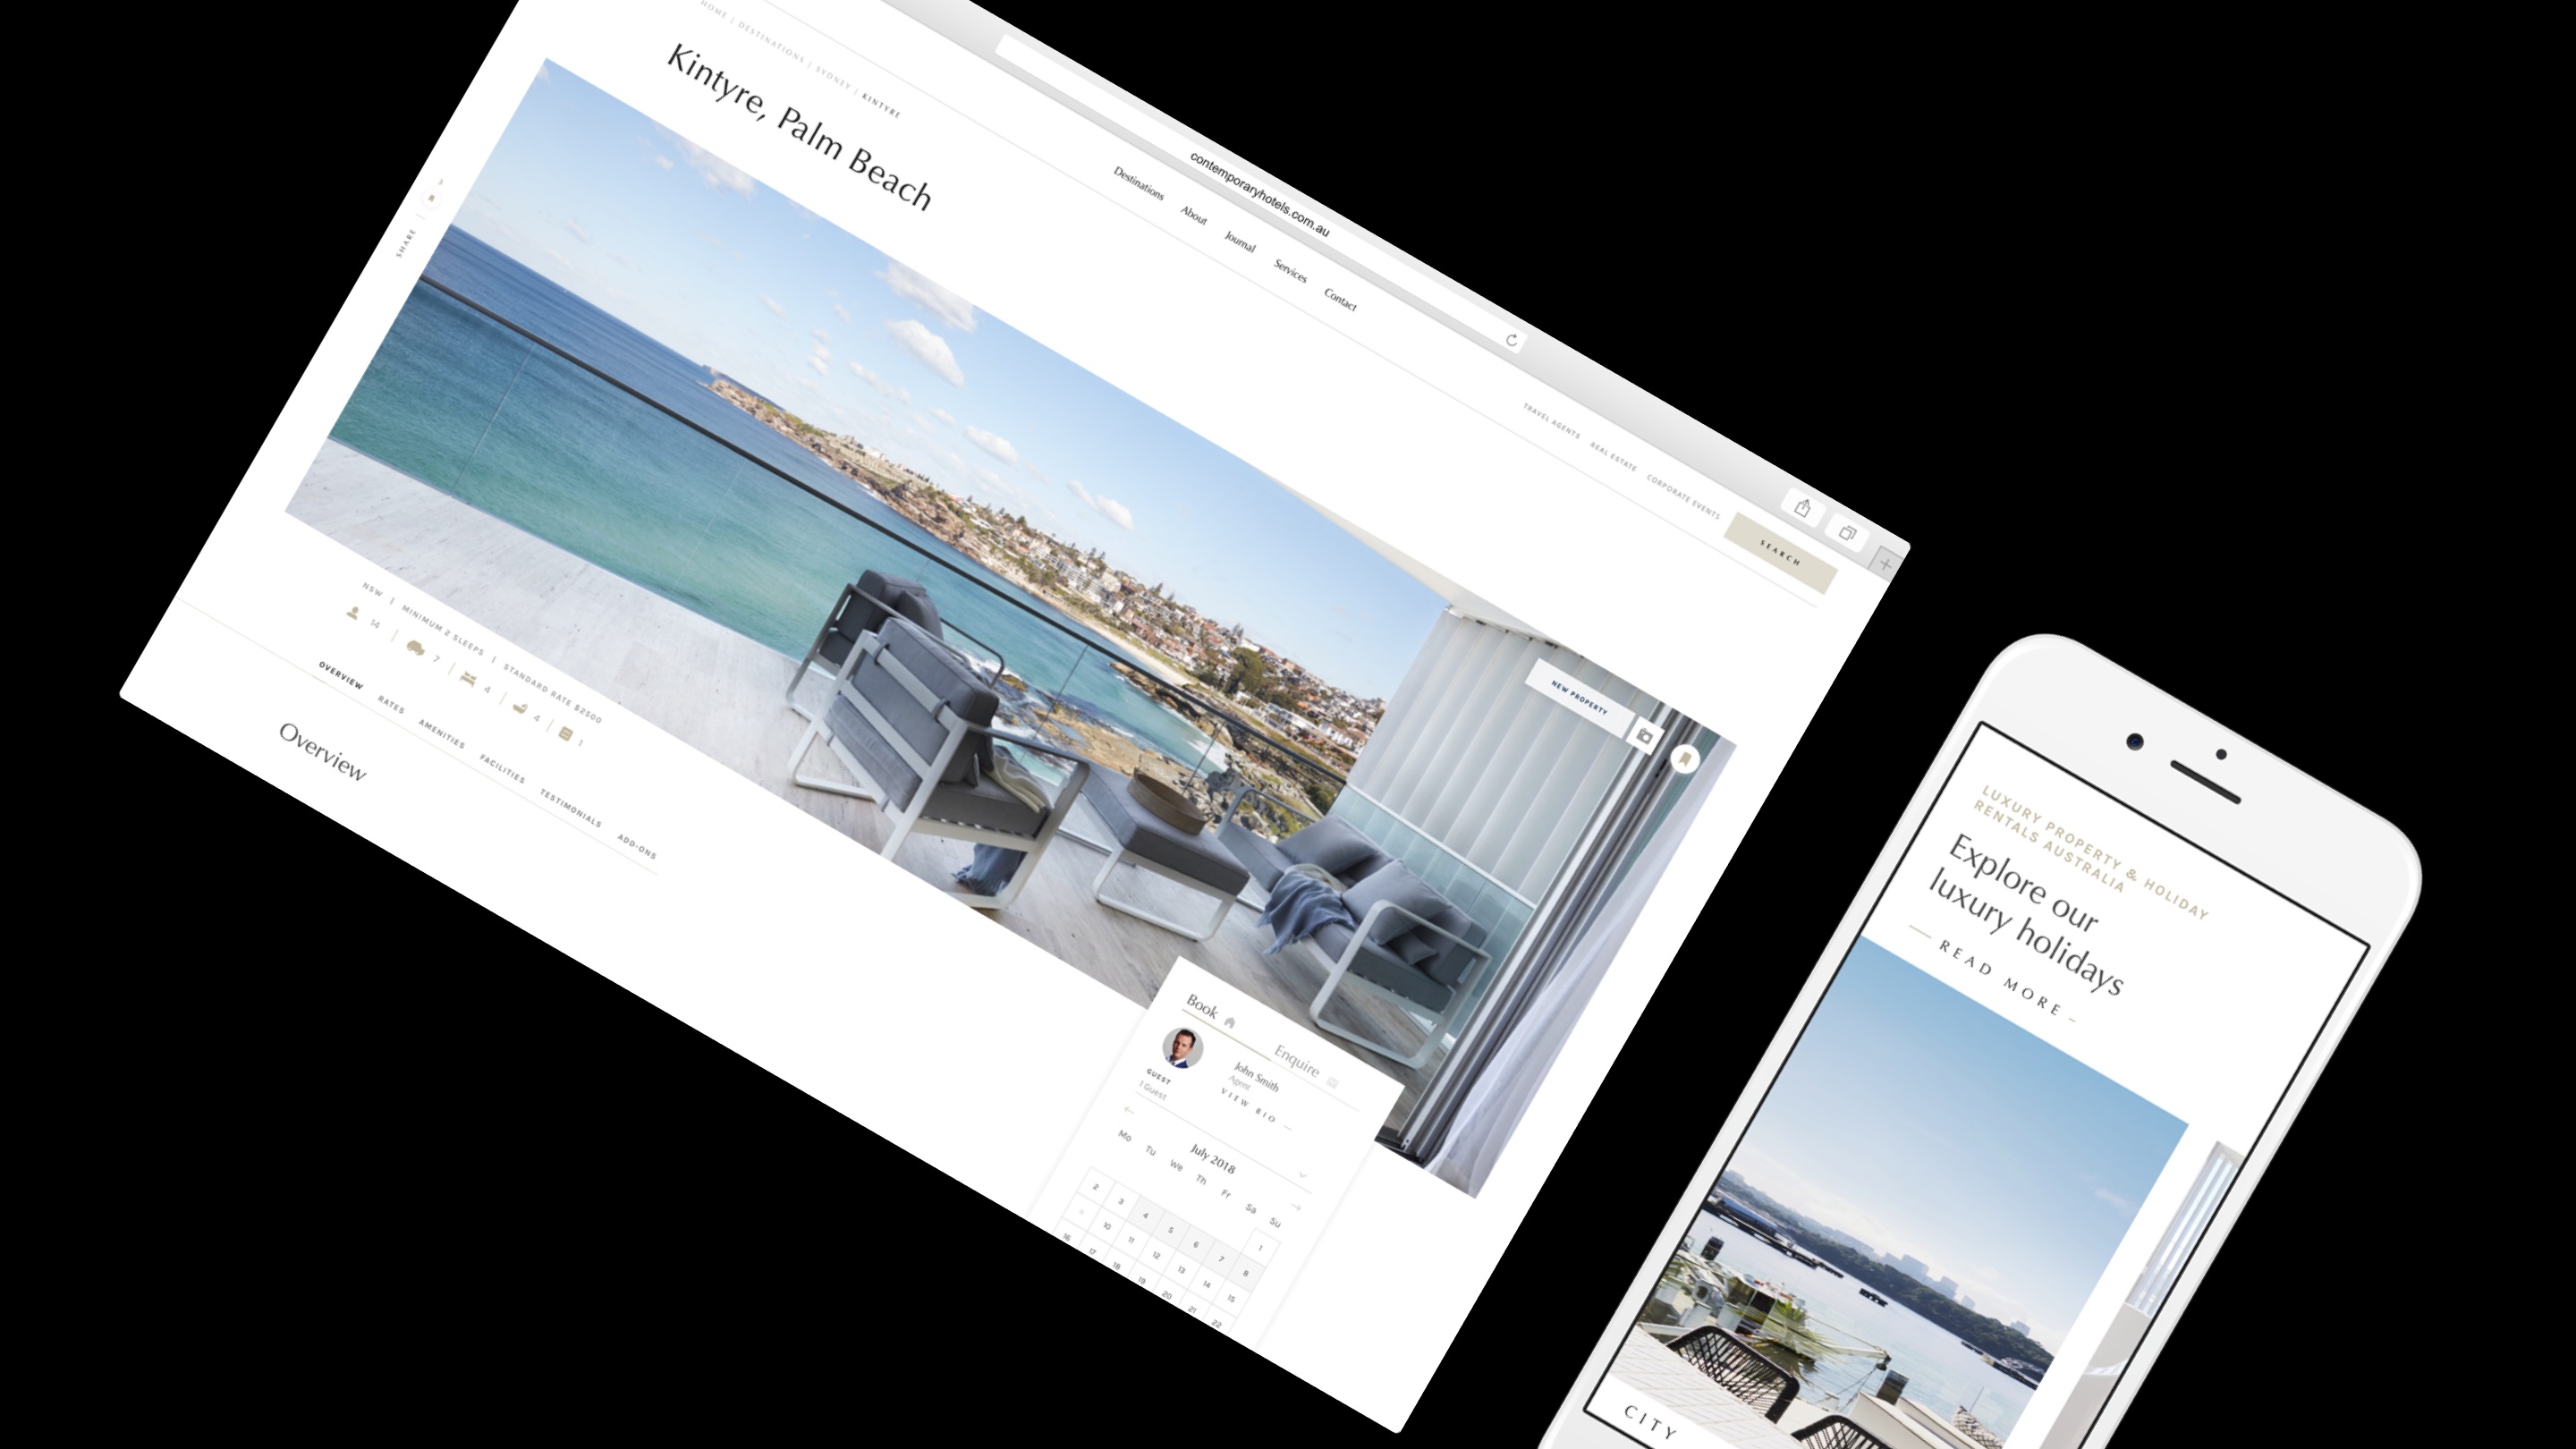 contemporaryhotels.com.au
Destinations About Journal Services Contact
TRAVEL AGENTS REAL ESTATE CORPORATE EVENTS
SEARCH
HOME | DESTINATIONS | SYDNEY | KINTYRE
Kintyre, Palm Beach
3
SHARE
NEW PROPERTY
NSW | MINIMUM 2 SLEEPS | STANDARD RATE $2500
14 | 7 | 4 | 4 | 1
OVERVIEW RATES AMENITIES FACILITIES TESTIMONIALS ADD-ONS
Overview
Book Enquire
John Smith
Agent
VIEW BIO
GUEST
1 Guest
July 2018
Mo Tu We Th Fr Sa Su
1
2 3 4 5 6 7 8
10 11 12 13 14 15
16 17 18 19 20 21 22
LUXURY PROPERTY & HOLIDAY
RENTALS AUSTRALIA
Explore our
luxury holidays
READ MORE
CITY